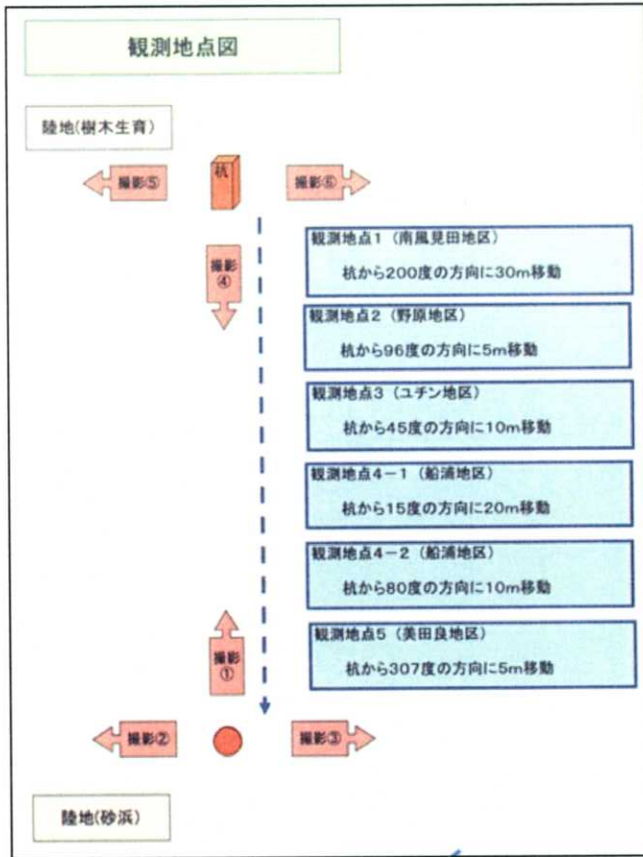 観測地点図
陸地(樹木生育)
撮影⑤
杭
撮影⑥
撮影
④
観測地点1 (南風見田地区)
杭から200度の方向に30m移動
観測地点2 (野原地区)
杭から96度の方向に5m移動
観測地点3 (ユチン地区)
杭から45度の方向に10m移動
観測地点4-1 (船浦地区)
杭から15度の方向に20m移動
観測地点4-2 (船浦地区)
杭から80度の方向に10m移動
観測地点5 (美田良地区)
杭から307度の方向に5m移動
撮影
①
撮影②
撮影③
陸地(砂浜)